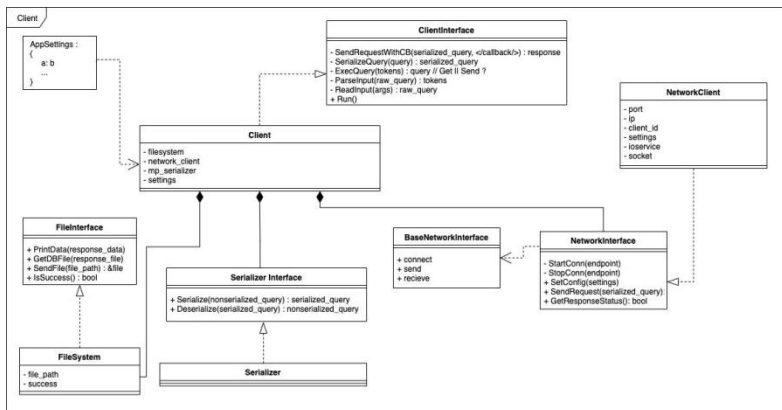 Client
AppSettings :
{
a: b
...
}
ClientInterface
- SendRequestWithCB(serialized_query, </callback/>) : response
- SerializeQuery(query) : serialized_query
- ExecQuery(tokens) : query // Get II Send ?
- ParseInput(raw_query) : tokens
- ReadInput(args) : raw_query
+ Run()
NetworkClient
- port
- ip
- client_id
- settings
- ioservice
- socket
Client
- filesystem
- network_client
- mp_serializer
- settings
FileInterface
+ PrintData(response_data)
+ GetDBFile(response_file)
+ SendFile(file_path) : &file
+ IsSuccess() : bool
Serializer Interface
+ Serialize(nonserialized_query) : serialized_query
+ Deserialize(serialized_query) : nonserialized_query
BaseNetworkInterface
+ connect
+ send
+ recieve
NetworkInterface
- StartConn(endpoint)
- StopConn(endpoint)
+ SetConfig(settings)
+ SendRequest(serialized_query):
+ GetResponseStatus(): bool
FileSystem
- file_path
- success
Serializer